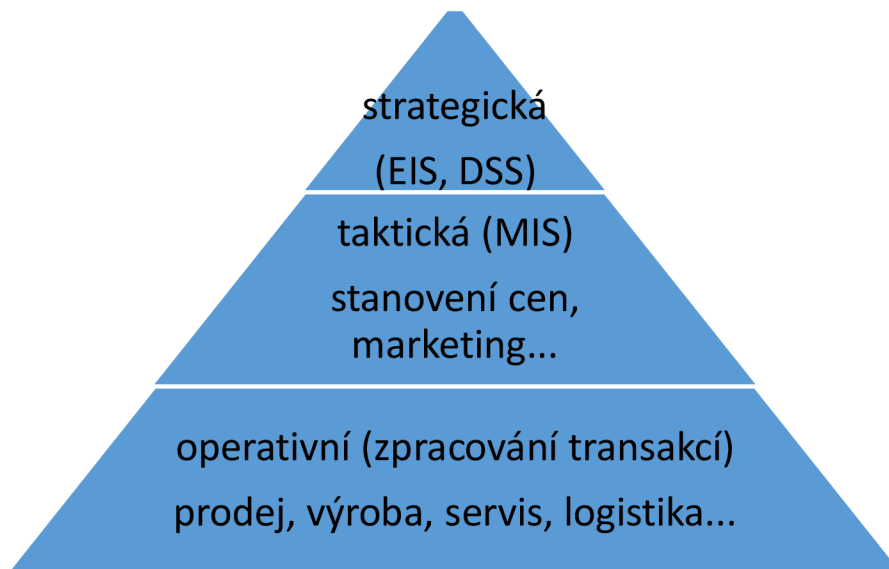 strategická
(EIS, DSS)
taktická (MIS)
stanovení cen,
marketing...
operativní (zpracování transakcí)
prodej, výroba, servis, logistika...